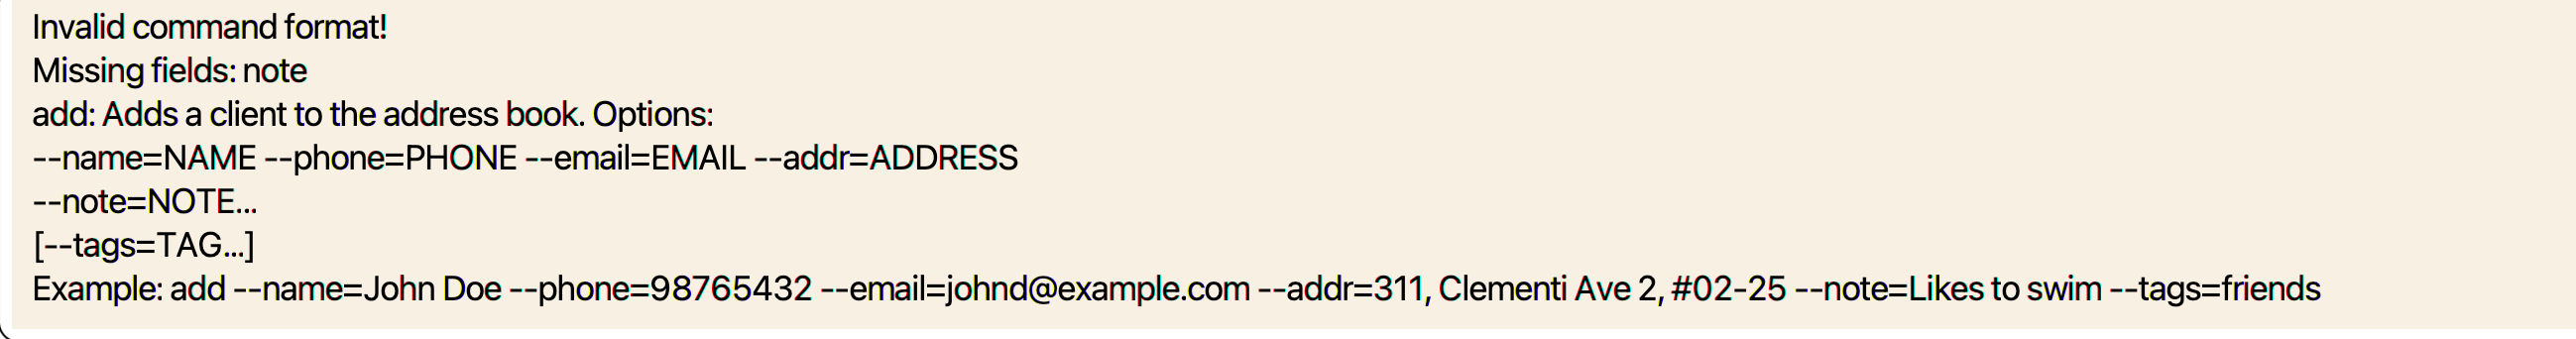 Invalid command format!
Missing fields: note
add: Adds a client to the address book. Options:
--name=NAME --phone=PHONE --email=EMAIL --addr=ADDRESS
--note=NOTE...
[--tags=TAG...]
Example: add --name=John Doe --phone=98765432 --email=johnd@example.com --addr=311, Clementi Ave 2, #02-25 --note=Likes to swim --tags=friends